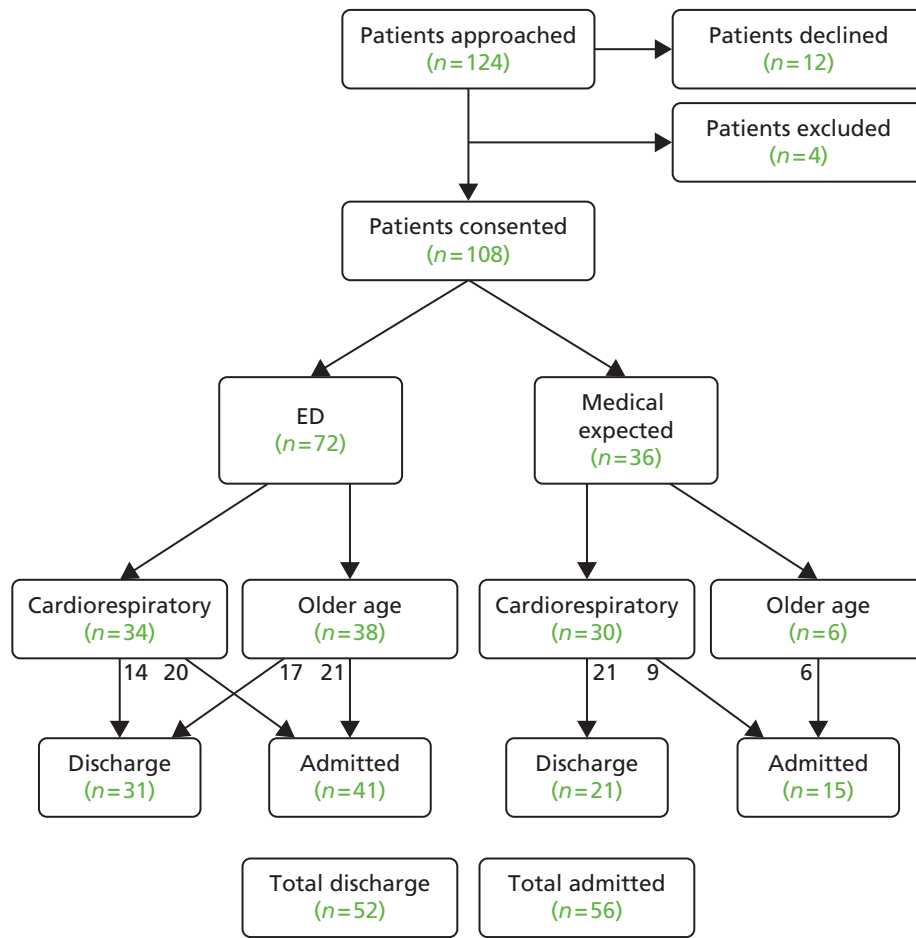 Patients approached
(n=124)
Patients declined
(n=12)
Patients excluded
(n=4)
Patients consented
(n=108)
ED
(n=72)
Medical
expected
(n=36)
Cardiorespiratory
(n=34)
Older age
(n=38)
Cardiorespiratory
(n=30)
Older age
(n=6)
14 20 17 21 21 9 6
Discharge
(n=31)
Admitted
(n=41)
Discharge
(n=21)
Admitted
(n=15)
Total discharge
(n=52)
Total admitted
(n=56)